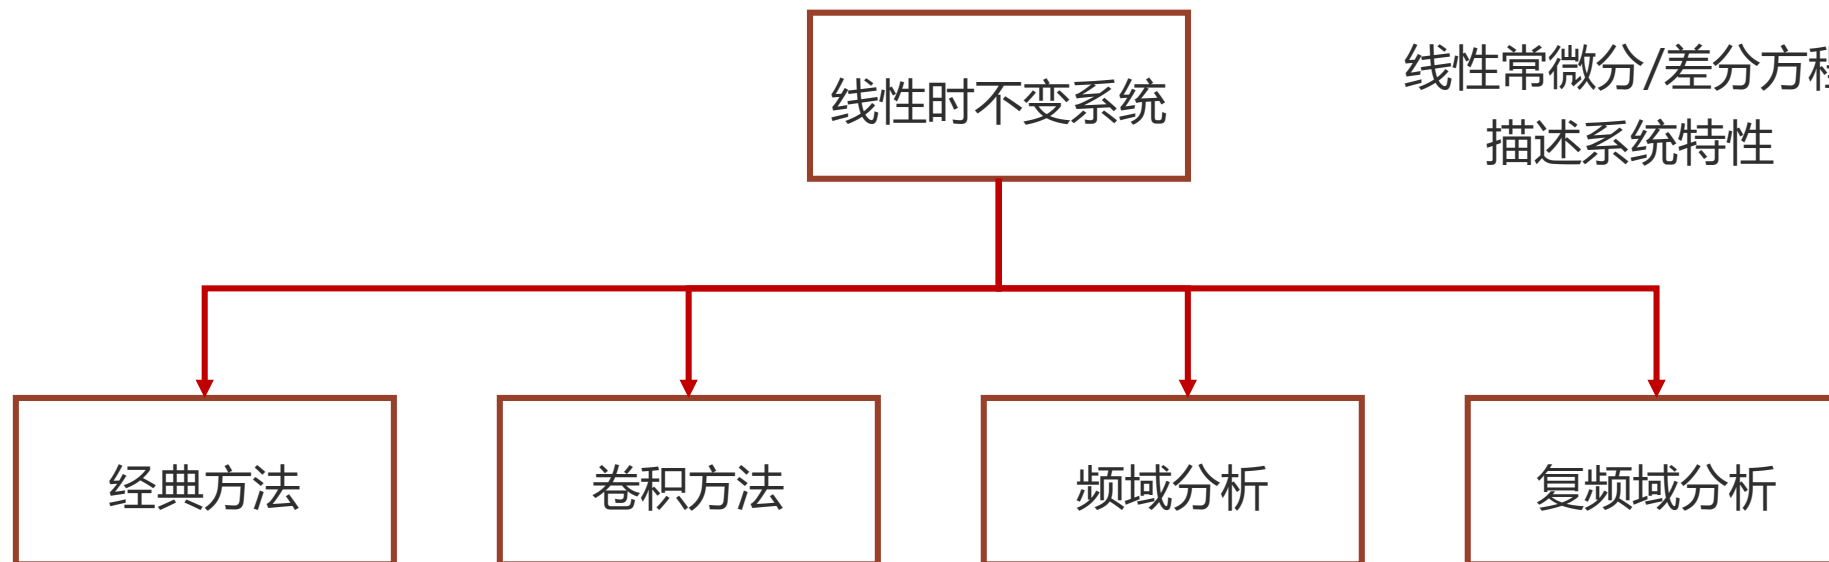 线性时不变系统
线性常微分/差分方程
描述系统特性
经典方法
卷积方法
频域分析
复频域分析